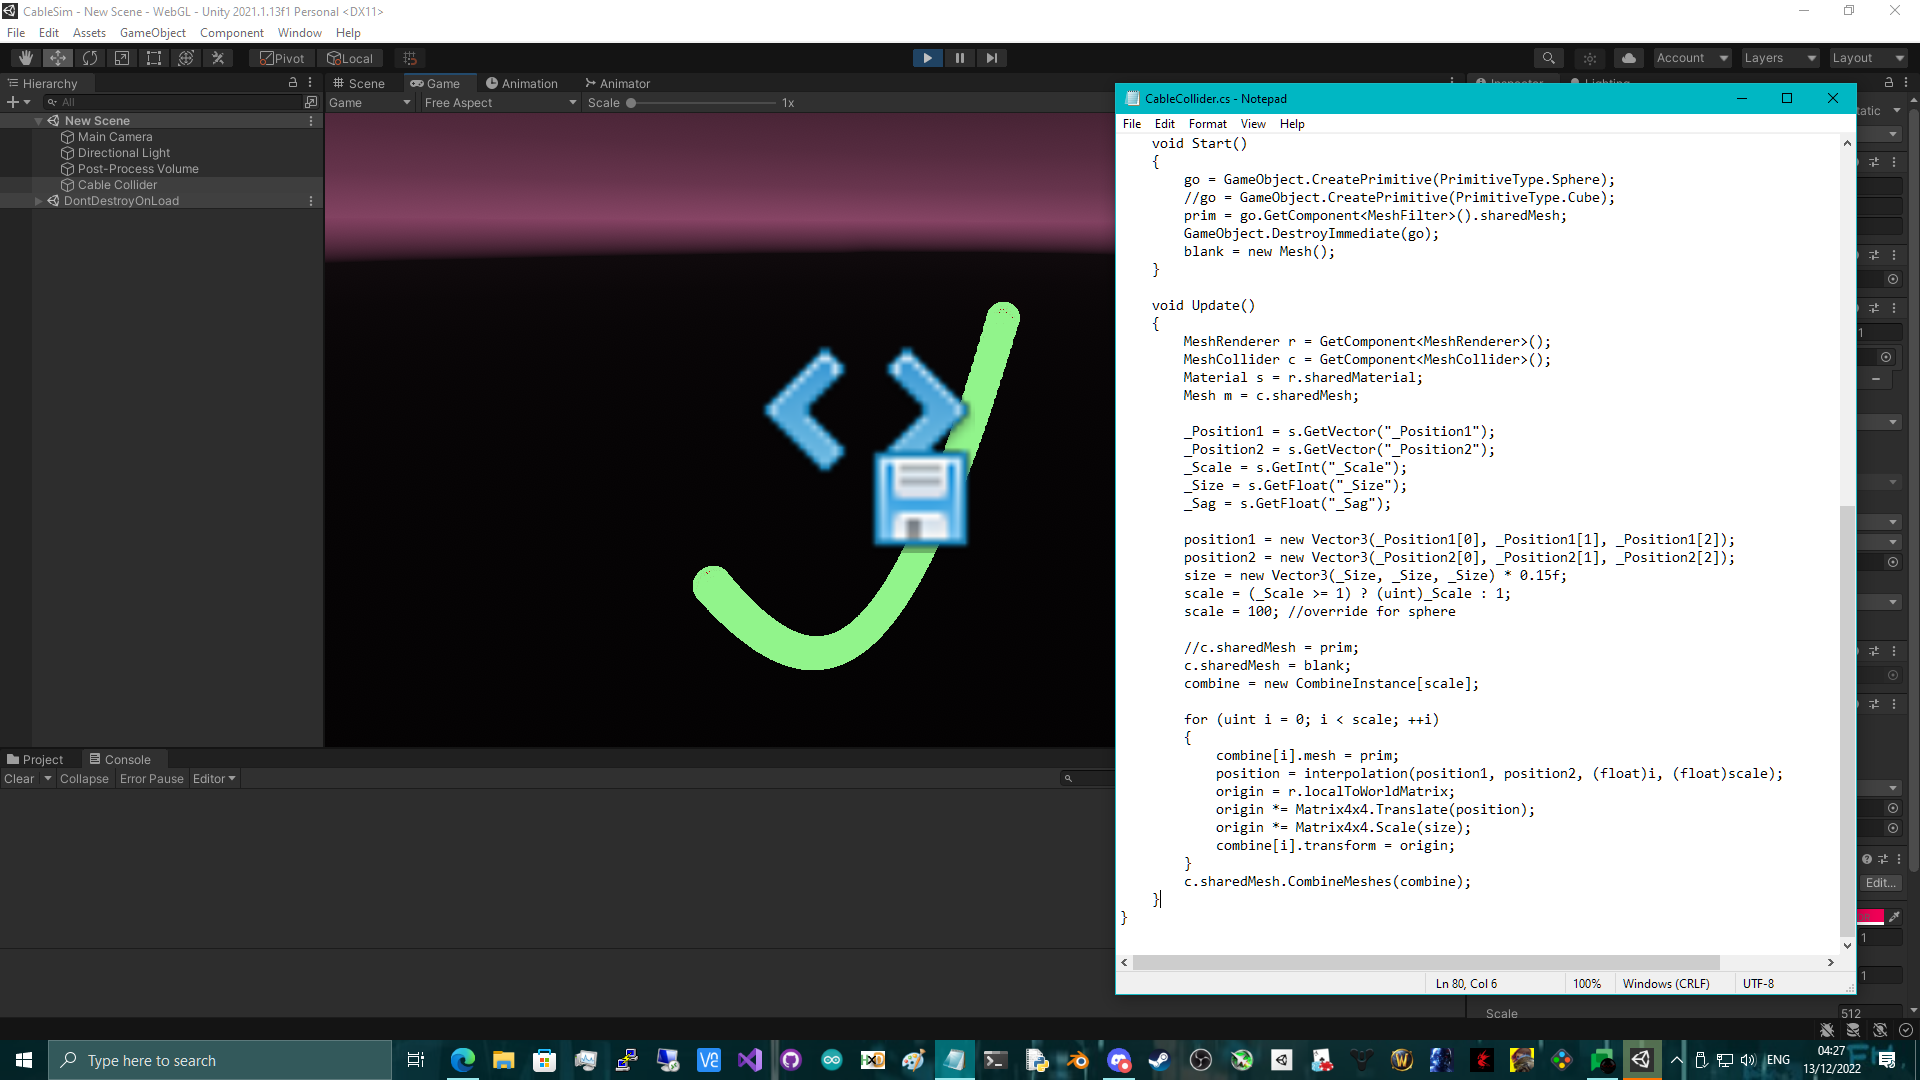 CableSim - New Scene - WebGL - Unity 2021.1.13f1 Personal <DX11>
File Edit Assets GameObject Component Window Help
Pivot Local
Account Layers Layout
Hierarchy
All
New Scene
Main Camera
Directional Light
Post-Process Volume
Cable Collider
DontDestroyOnLoad
Scene Game Animation Animator
Game Free Aspect Scale 1x
Inspector Lighting
CableCollider.cs - Notepad
File Edit Format View Help
void Start()
{
go = GameObject.CreatePrimitive(PrimitiveType.Sphere);
//go = GameObject.CreatePrimitive(PrimitiveType.Cube);
prim = go.GetComponent<MeshFilter>().sharedMesh;
GameObject.DestroyImmediate(go);
blank = new Mesh();
}
void Update()
{
MeshRenderer r = GetComponent<MeshRenderer>();
MeshCollider c = GetComponent<MeshCollider>();
Material s = r.sharedMaterial;
Mesh m = c.sharedMesh;
_Position1 = s.GetVector("_Position1");
_Position2 = s.GetVector("_Position2");
_Scale = s.GetInt("_Scale");
_Size = s.GetFloat("_Size");
_Sag = s.GetFloat("_Sag");
position1 = new Vector3(_Position1[0], _Position1[1], _Position1[2]);
position2 = new Vector3(_Position2[0], _Position2[1], _Position2[2]);
size = new Vector3(_Size, _Size, _Size) * 0.15f;
scale = (_Scale >= 1) ? (uint)_Scale : 1;
scale = 100; //override for sphere
//c.sharedMesh = prim;
c.sharedMesh = blank;
combine = new CombineInstance[scale];
for (uint i = 0; i < scale; ++i)
{
combine[i].mesh = prim;
position = interpolation(position1, position2, (float)i, (float)scale);
origin = r.localToWorldMatrix;
origin *= Matrix4x4.Translate(position);
origin *= Matrix4x4.Scale(size);
combine[i].transform = origin;
}
c.sharedMesh.CombineMeshes(combine);
}
}
Ln 80, Col 6 100% Windows (CRLF) UTF-8
Edit...
1
1
Scale 512
Project Console
Clear Collapse Error Pause Editor
Type here to search
ENG
04:27
13/12/2022